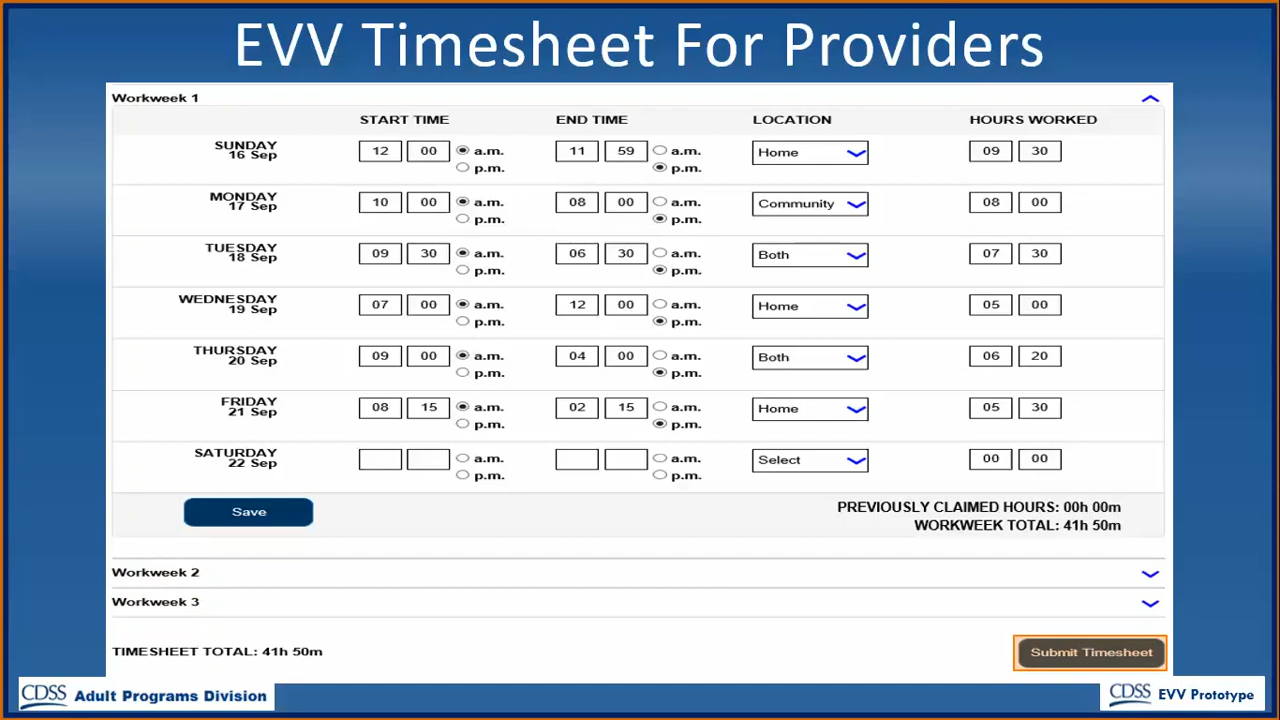 EVV Timesheet For Providers
Workweek 1
START TIME END TIME LOCATION HOURS WORKED
SUNDAY
16 Sep
12 00 a.m. p.m. 11 59 a.m. p.m. Home 09 30
MONDAY
17 Sep
10 00 a.m. p.m. 08 00 a.m. p.m. Community 08 00
TUESDAY
18 Sep
09 30 a.m. p.m. 06 30 a.m. p.m. Both 07 30
WEDNESDAY
19 Sep
07 00 a.m. p.m. 12 00 a.m. p.m. Home 05 00
THURSDAY
20 Sep
09 00 a.m. p.m. 04 00 a.m. p.m. Both 06 20
FRIDAY
21 Sep
08 15 a.m. p.m. 02 15 a.m. p.m. Home 05 30
SATURDAY
22 Sep
a.m. p.m. a.m. p.m. Select 00 00
Save
PREVIOUSLY CLAIMED HOURS: 00h 00m
WORKWEEK TOTAL: 41h 50m
Workweek 2
Workweek 3
TIMESHEET TOTAL: 41h 50m
Submit Timesheet
CDSS Adult Programs Division
CDSS EVV Prototype